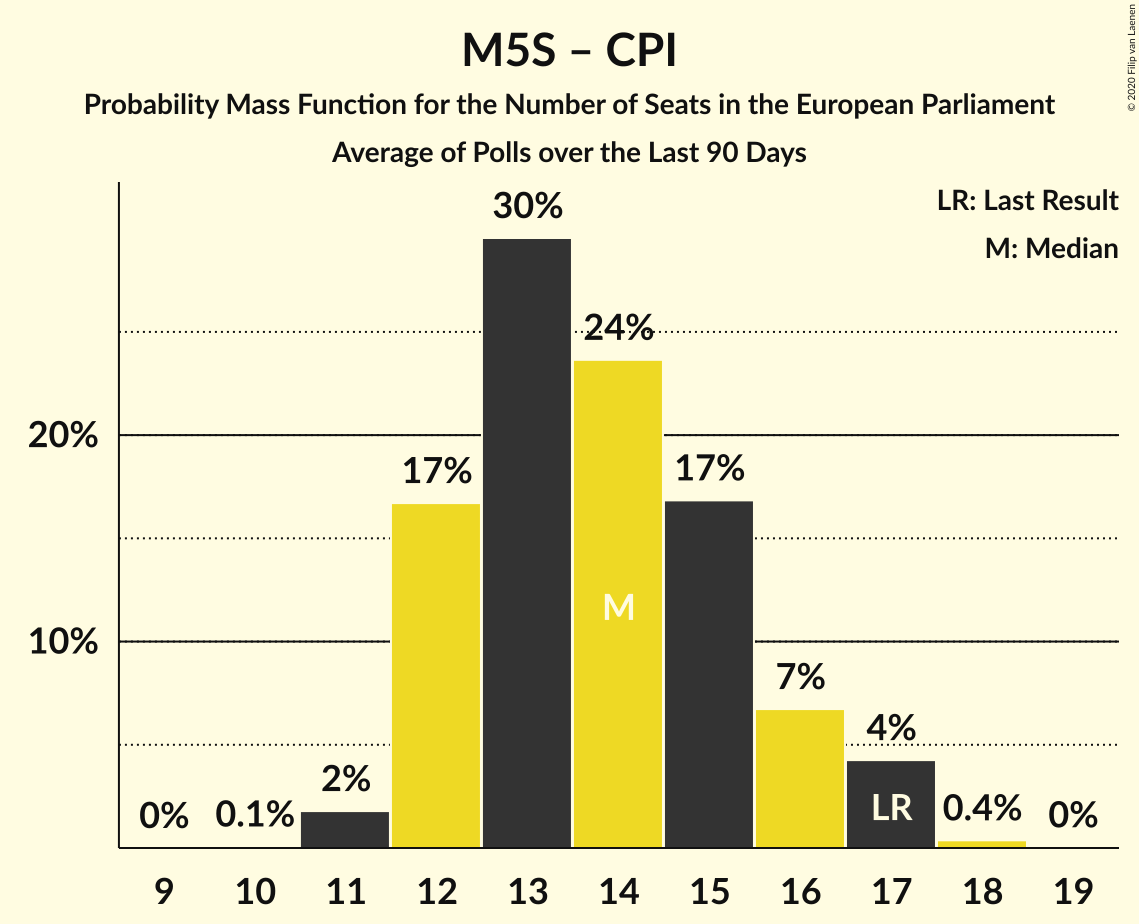 M5S – CPI
Probability Mass Function for the Number of Seats in the European Parliament
Average of Polls over the Last 90 Days
© 2020 Filip van Laenen
LR: Last Result
M: Median
30%
24%
20%
17%
17%
M
10%
7%
4%
2%
LR
0%
0.1%
0.4%
0%
9 10 11 12 13 14 15 16 17 18 19